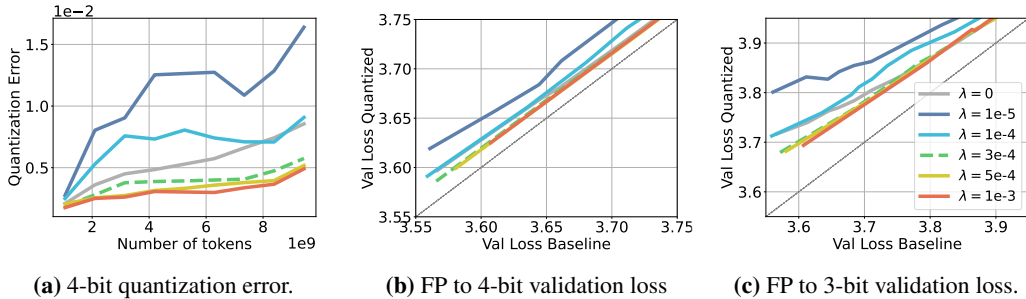 1e−2
1.5
1.0
0.5
Quantization Error
2
4
6
8
1e9
Number of tokens
(a) 4-bit quantization error.
3.75
3.70
3.65
3.60
3.55
Val Loss Quantized
3.55
3.60
3.65
3.70
3.75
Val Loss Baseline
(b) FP to 4-bit validation loss
3.9
3.8
3.7
3.6
Val Loss Quantized
λ = 0
λ = 1e-5
λ = 1e-4
λ = 3e-4
λ = 5e-4
λ = 1e-3
3.6
3.7
3.8
3.9
Val Loss Baseline
(c) FP to 3-bit validation loss.